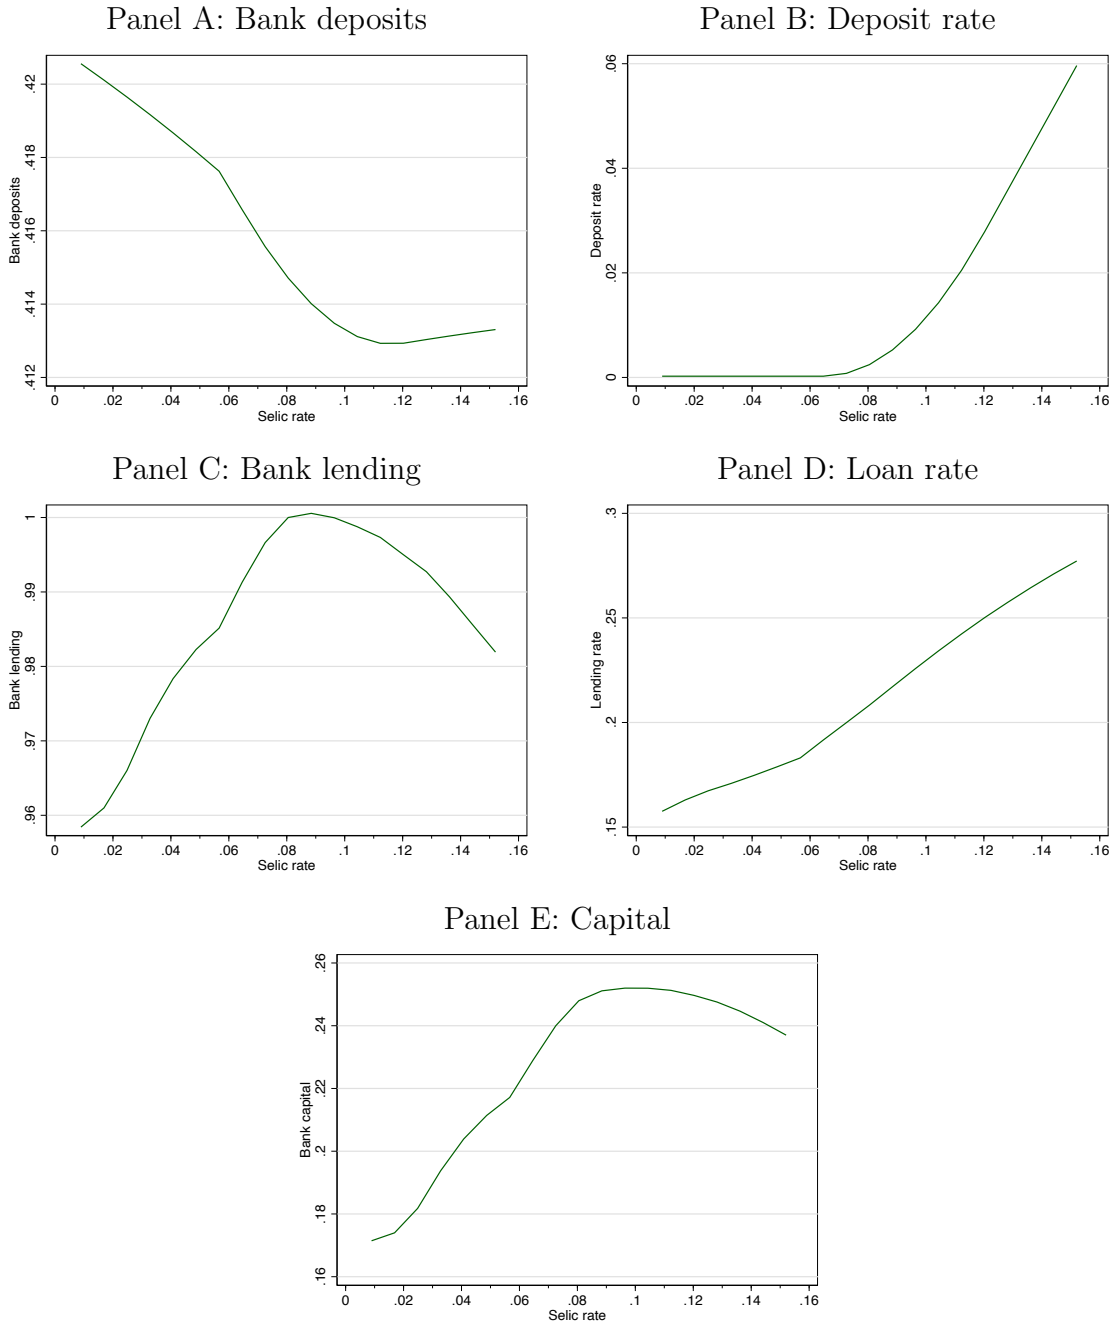 Panel A: Bank deposits
Bank deposits
.412 .414 .416 .418 .42
0 .02 .04 .06 .08 .1 .12 .14 .16
Selic rate
Panel B: Deposit rate
Deposit rate
0 .02 .04 .06
0 .02 .04 .06 .08 .1 .12 .14 .16
Selic rate
Panel C: Bank lending
Bank lending
.96 .97 .98 .99 1
0 .02 .04 .06 .08 .1 .12 .14 .16
Selic rate
Panel D: Loan rate
Lending rate
.15 .2 .25 .3
0 .02 .04 .06 .08 .1 .12 .14 .16
Selic rate
Panel E: Capital
Bank capital
.16 .18 .2 .22 .24 .26
0 .02 .04 .06 .08 .1 .12 .14 .16
Selic rate